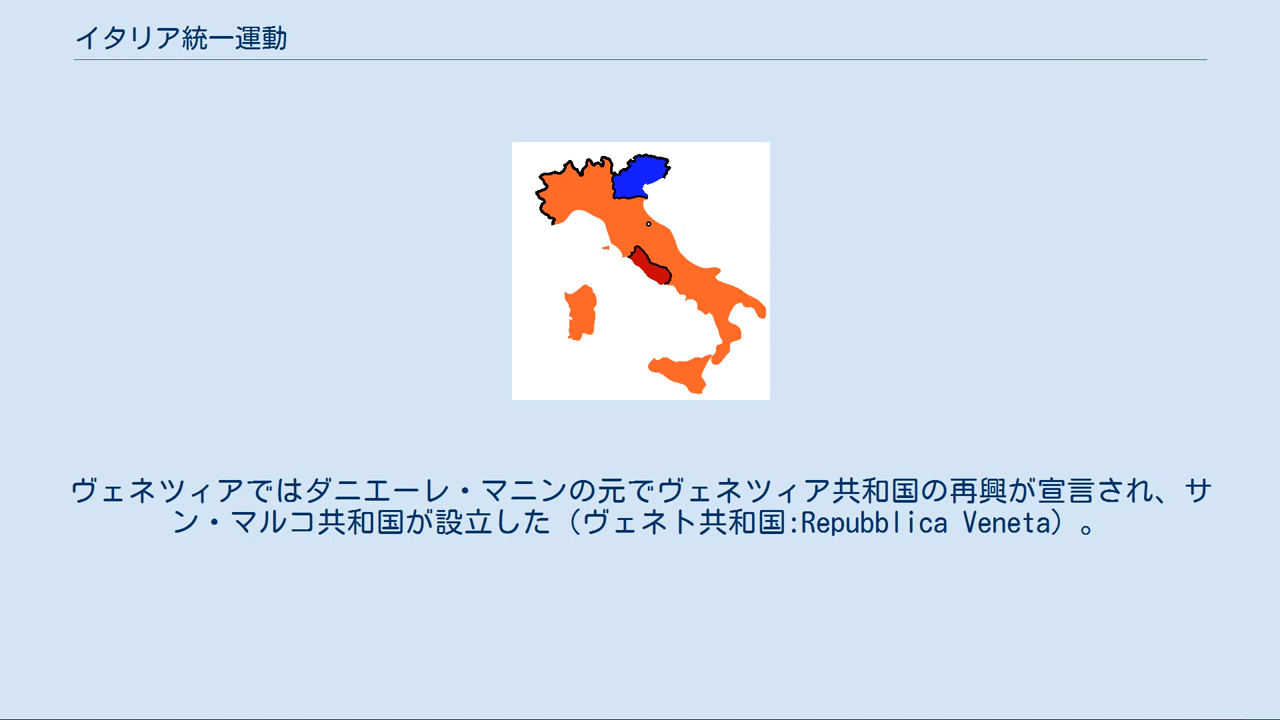 イタリア統一運動
ヴェネツィアではダニエーレ・マニンの元でヴェネツィア共和国の再興が宣言され、サ
ン・マルコ共和国が設立した（ヴェネト共和国:Repubblica Veneta）。